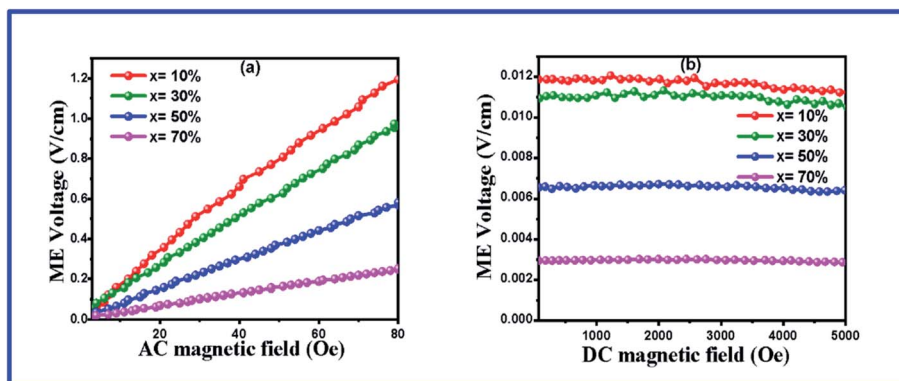 (a)
x= 10%
x= 30%
x= 50%
x= 70%
ME Voltage (V/cm)
1.2
1.0
0.8
0.6
0.4
0.2
0.0
20
40
60
80
AC magnetic field (Oe)
(b)
x= 10%
x= 30%
x= 50%
x= 70%
ME Voltage (V/cm)
0.012
0.010
0.008
0.006
0.004
0.002
0.000
1000
2000
3000
4000
5000
DC magnetic field (Oe)